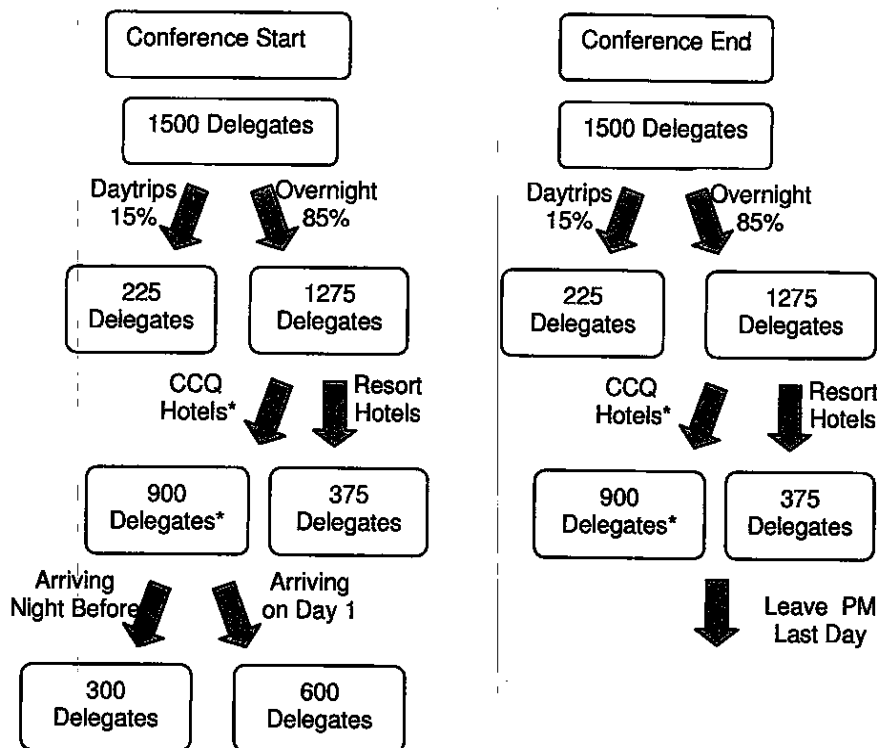 Conference Start
1500 Delegates
Daytrips
15%
Overnight
85%
225
Delegates
1275
Delegates
CCQ
Hotels*
Resort
Hotels
900
Delegates*
375
Delegates
Arriving
Night Before
Arriving
on Day 1
300
Delegates
600
Delegates
Conference End
1500 Delegates
Daytrips
15%
Overnight
85%
225
Delegates
1275
Delegates
CCQ
Hotels*
Resort
Hotels
900
Delegates*
375
Delegates
Leave PM
Last Day